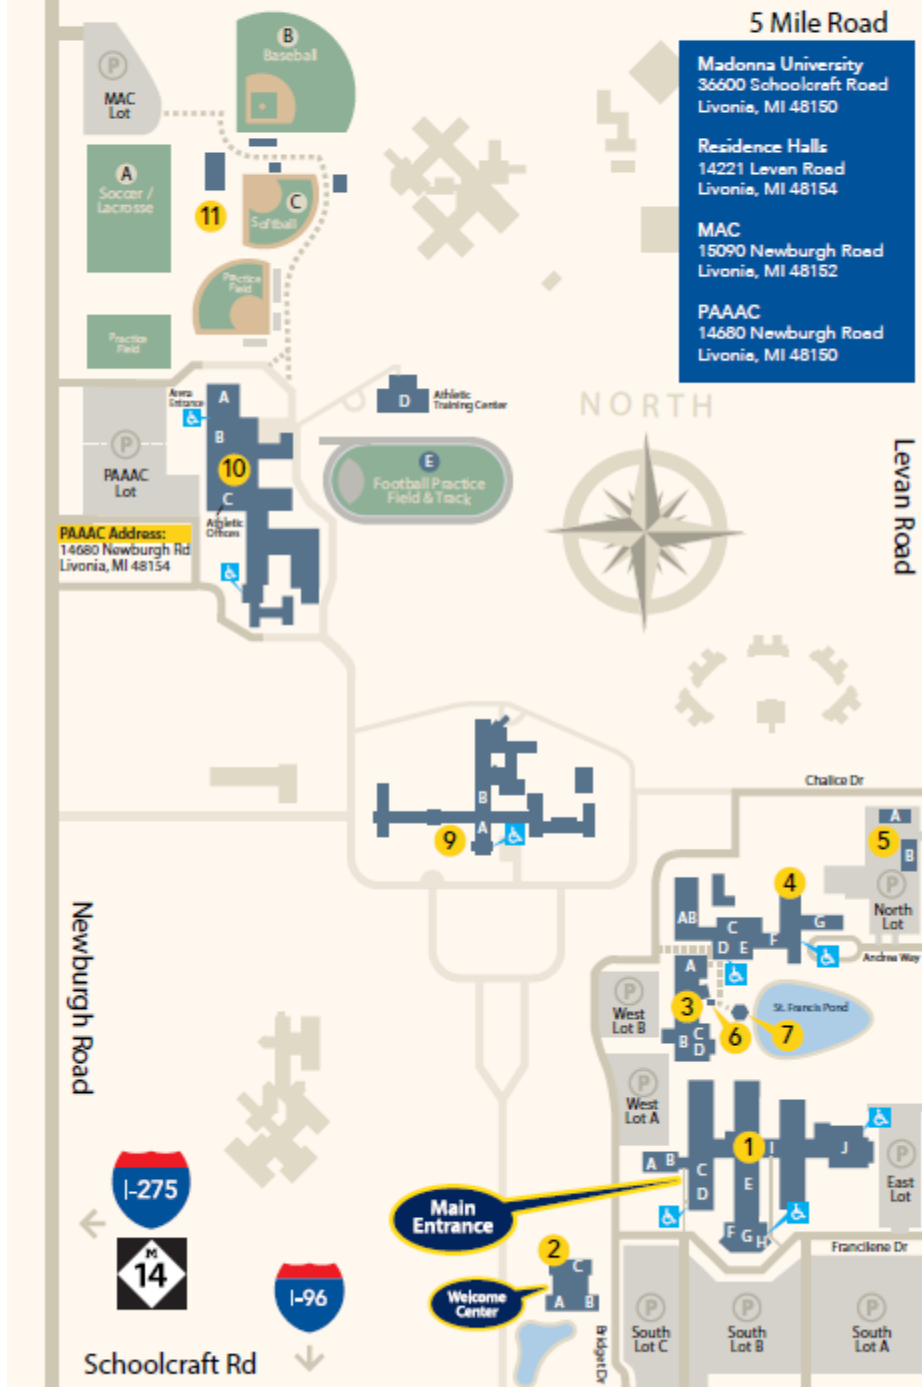 5 Mile Road
Madonna University
36600 Schoolcraft Road
Livonia, MI 48150
Residence Halls
14221 Levan Road
Livonia, MI 48154
MAC
15090 Newburgh Road
Livonia, MI 48152
PAAAC
14680 Newburgh Road
Livonia, MI 48150
B
Baseball
P
MAC
Lot
A
Soccer /
Lacrosse
11
C
Softball
Practice
Field
Practice
Field
Arena
Entrance
A
B
10
C
Athletic
Offices
P
PAAAC
Lot
PAAAC Address:
14680 Newburgh Rd
Livonia, MI 48154
D
Athletic
Training Center
E
Football Practice
Field & Track
NORTH
Levan Road
Chalice Dr
B
A
9
A
5
B
P
North
Lot
4
AB
C
D E
F
G
Andrea Way
A
3
B
C
D
6
7
St. Francis Pond
P
West
Lot B
P
West
Lot A
1
I
J
A B
C
D
E
F
G
H
P
East
Lot
Main
Entrance
Francilene Dr
2
C
A B
Welcome
Center
Bridget Dr
P
South
Lot C
P
South
Lot B
P
South
Lot A
Newburgh Road
I-275
M
14
I-96
Schoolcraft Rd